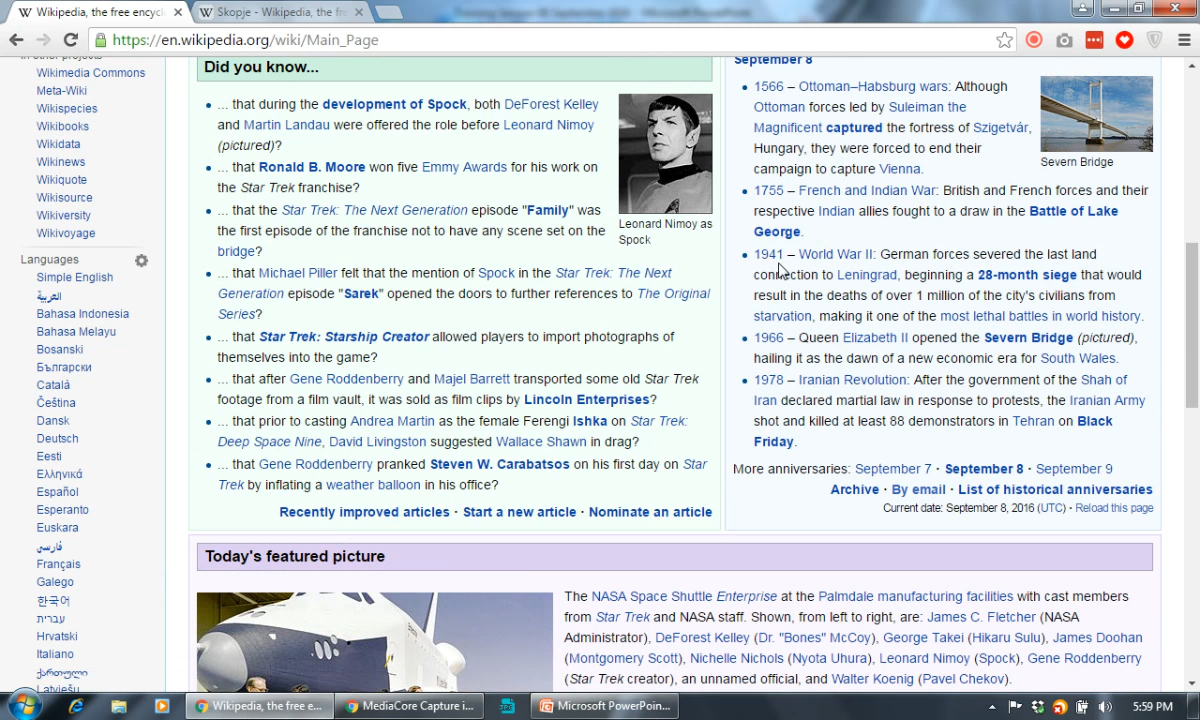 Wikipedia, the free encycl
Skopje - Wikipedia, the fre
https://en.wikipedia.org/wiki/Main_Page
In other projects
Wikimedia Commons
Meta-Wiki
Wikispecies
Wikibooks
Wikidata
Wikinews
Wikiquote
Wikisource
Wikiversity
Wikivoyage
Languages
Simple English
العربية
Bahasa Indonesia
Bahasa Melayu
Bosanski
Български
Català
Čeština
Dansk
Deutsch
Eesti
Ελληνικά
Español
Esperanto
Euskara
فارسی
Français
Galego
한국어
עברית
Hrvatski
Italiano
ქართული
Latviešu
Did you know...
... that during the development of Spock, both DeForest Kelley
and Martin Landau were offered the role before Leonard Nimoy
(pictured)?
... that Ronald B. Moore won five Emmy Awards for his work on
the Star Trek franchise?
... that the Star Trek: The Next Generation episode "Family" was
the first episode of the franchise not to have any scene set on the
bridge?
... that Michael Piller felt that the mention of Spock in the Star Trek: The Next
Generation episode "Sarek" opened the doors to further references to The Original
Series?
... that Star Trek: Starship Creator allowed players to import photographs of
themselves into the game?
... that after Gene Roddenberry and Majel Barrett transported some old Star Trek
footage from a film vault, it was sold as film clips by Lincoln Enterprises?
... that prior to casting Andrea Martin as the female Ferengi Ishka on Star Trek:
Deep Space Nine, David Livingston suggested Wallace Shawn in drag?
... that Gene Roddenberry pranked Steven W. Carabatsos on his first day on Star
Trek by inflating a weather balloon in his office?
Leonard Nimoy as
Spock
Recently improved articles · Start a new article · Nominate an article
September 8
1566 – Ottoman–Habsburg wars: Although
Ottoman forces led by Suleiman the
Magnificent captured the fortress of Szigetvár,
Hungary, they were forced to end their
campaign to capture Vienna.
Severn Bridge
1755 – French and Indian War: British and French forces and their
respective Indian allies fought to a draw in the Battle of Lake
George.
1941 – World War II: German forces severed the last land
connection to Leningrad, beginning a 28-month siege that would
result in the deaths of over 1 million of the city's civilians from
starvation, making it one of the most lethal battles in world history.
1966 – Queen Elizabeth II opened the Severn Bridge (pictured),
hailing it as the dawn of a new economic era for South Wales.
1978 – Iranian Revolution: After the government of the Shah of
Iran declared martial law in response to protests, the Iranian Army
shot and killed at least 88 demonstrators in Tehran on Black
Friday.
More anniversaries: September 7 · September 8 · September 9
Archive · By email · List of historical anniversaries
Current date: September 8, 2016 (UTC) · Reload this page
Today's featured picture
The NASA Space Shuttle Enterprise at the Palmdale manufacturing facilities with cast members
from Star Trek and NASA staff. Shown, from left to right, are: James C. Fletcher (NASA
Administrator), DeForest Kelley (Dr. "Bones" McCoy), George Takei (Hikaru Sulu), James Doohan
(Montgomery Scott), Nichelle Nichols (Nyota Uhura), Leonard Nimoy (Spock), Gene Roddenberry
(Star Trek creator), an unnamed official, and Walter Koenig (Pavel Chekov).
Wikipedia, the free e...
MediaCore Capture i...
Microsoft PowerPoin...
5:59 PM